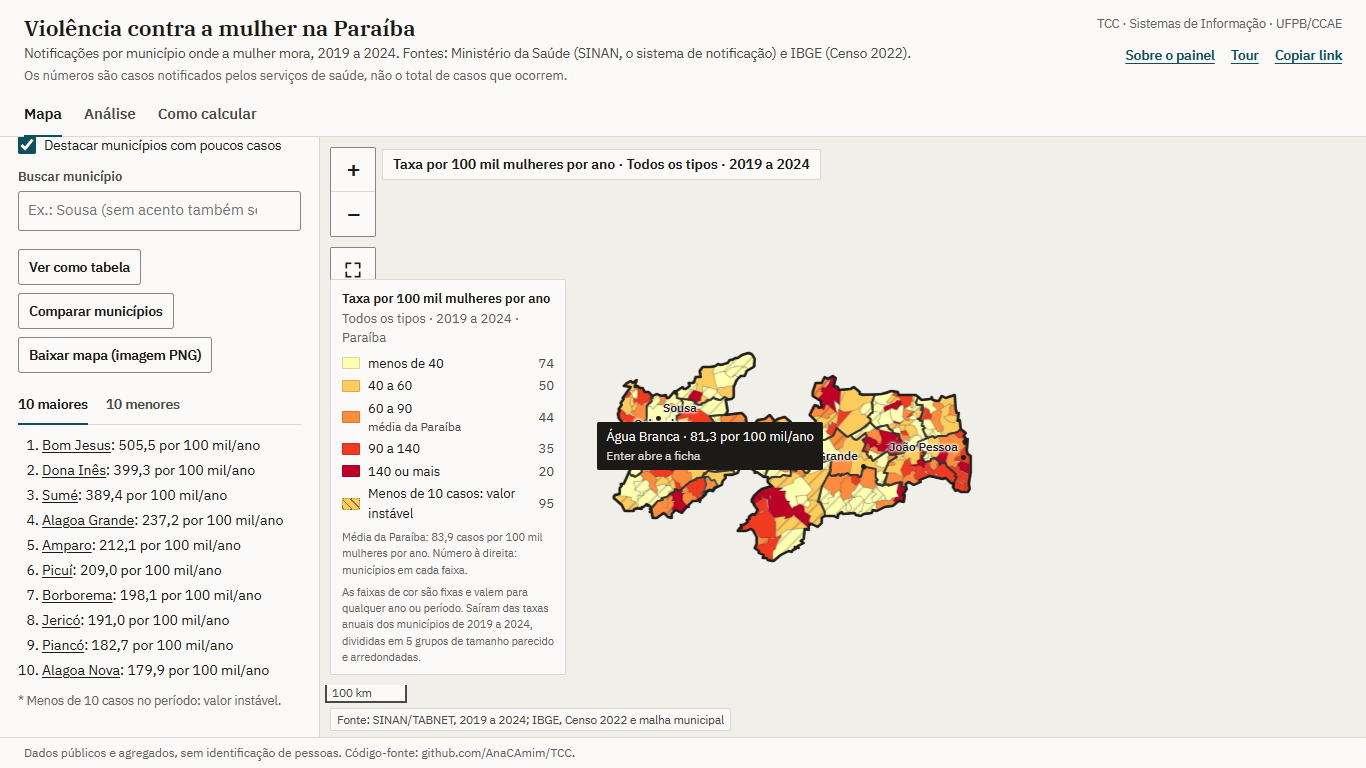 Violência contra a mulher na Paraíba
Notificações por município onde a mulher mora, 2019 a 2024. Fontes: Ministério da Saúde (SINAN, o sistema de notificação) e IBGE (Censo 2022).
Os números são casos notificados pelos serviços de saúde, não o total de casos que ocorrem.
TCC · Sistemas de Informação · UFPB/CCAE
Sobre o painel
Tour
Copiar link
Mapa
Análise
Como calcular
Destacar municípios com poucos casos
Buscar município
Ex.: Sousa (sem acento também s
Ver como tabela
Comparar municípios
Baixar mapa (imagem PNG)
10 maiores
10 menores
1. Bom Jesus: 505,5 por 100 mil/ano
2. Dona Inês: 399,3 por 100 mil/ano
3. Sumé: 389,4 por 100 mil/ano
4. Alagoa Grande: 237,2 por 100 mil/ano
5. Amparo: 212,1 por 100 mil/ano
6. Picuí: 209,0 por 100 mil/ano
7. Borborema: 198,1 por 100 mil/ano
8. Jericó: 191,0 por 100 mil/ano
9. Piancó: 182,7 por 100 mil/ano
10. Alagoa Nova: 179,9 por 100 mil/ano
* Menos de 10 casos no período: valor instável.
+
−
Taxa por 100 mil mulheres por ano · Todos os tipos · 2019 a 2024
Taxa por 100 mil mulheres por ano
Todos os tipos · 2019 a 2024 ·
Paraíba
menos de 40 74
40 a 60 50
60 a 90 44
média da Paraíba
90 a 140 35
140 ou mais 20
Menos de 10 casos: valor
instável 95
Média da Paraíba: 83,9 casos por 100 mil
mulheres por ano. Número à direita:
municípios em cada faixa.
As faixas de cor são fixas e valem para
qualquer ano ou período. Saíram das taxas
anuais dos municípios de 2019 a 2024,
divididas em 5 grupos de tamanho parecido
e arredondadas.
Sousa
Água Branca · 81,3 por 100 mil/ano
Enter abre a ficha
Grande
João Pessoa
100 km
Fonte: SINAN/TABNET, 2019 a 2024; IBGE, Censo 2022 e malha municipal
Dados públicos e agregados, sem identificação de pessoas. Código-fonte: github.com/AnaCAmim/TCC.